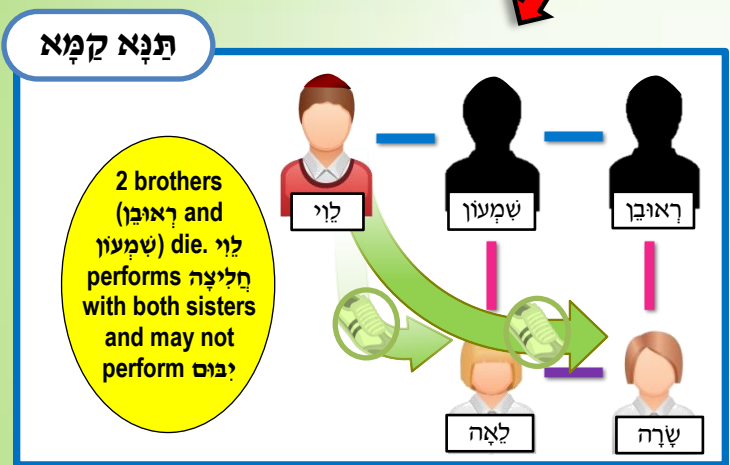 תַּנָּא קַמָּא
2 brothers
(רְאוּבֵן and
שִׁמְעוֹן) die. לֵוִי
performs חֲלִיצָה
with both sisters
and may not
perform יִבּוּם
לֵוִי
שִׁמְעוֹן
רְאוּבֵן
לֵאָה
שָׂרָה